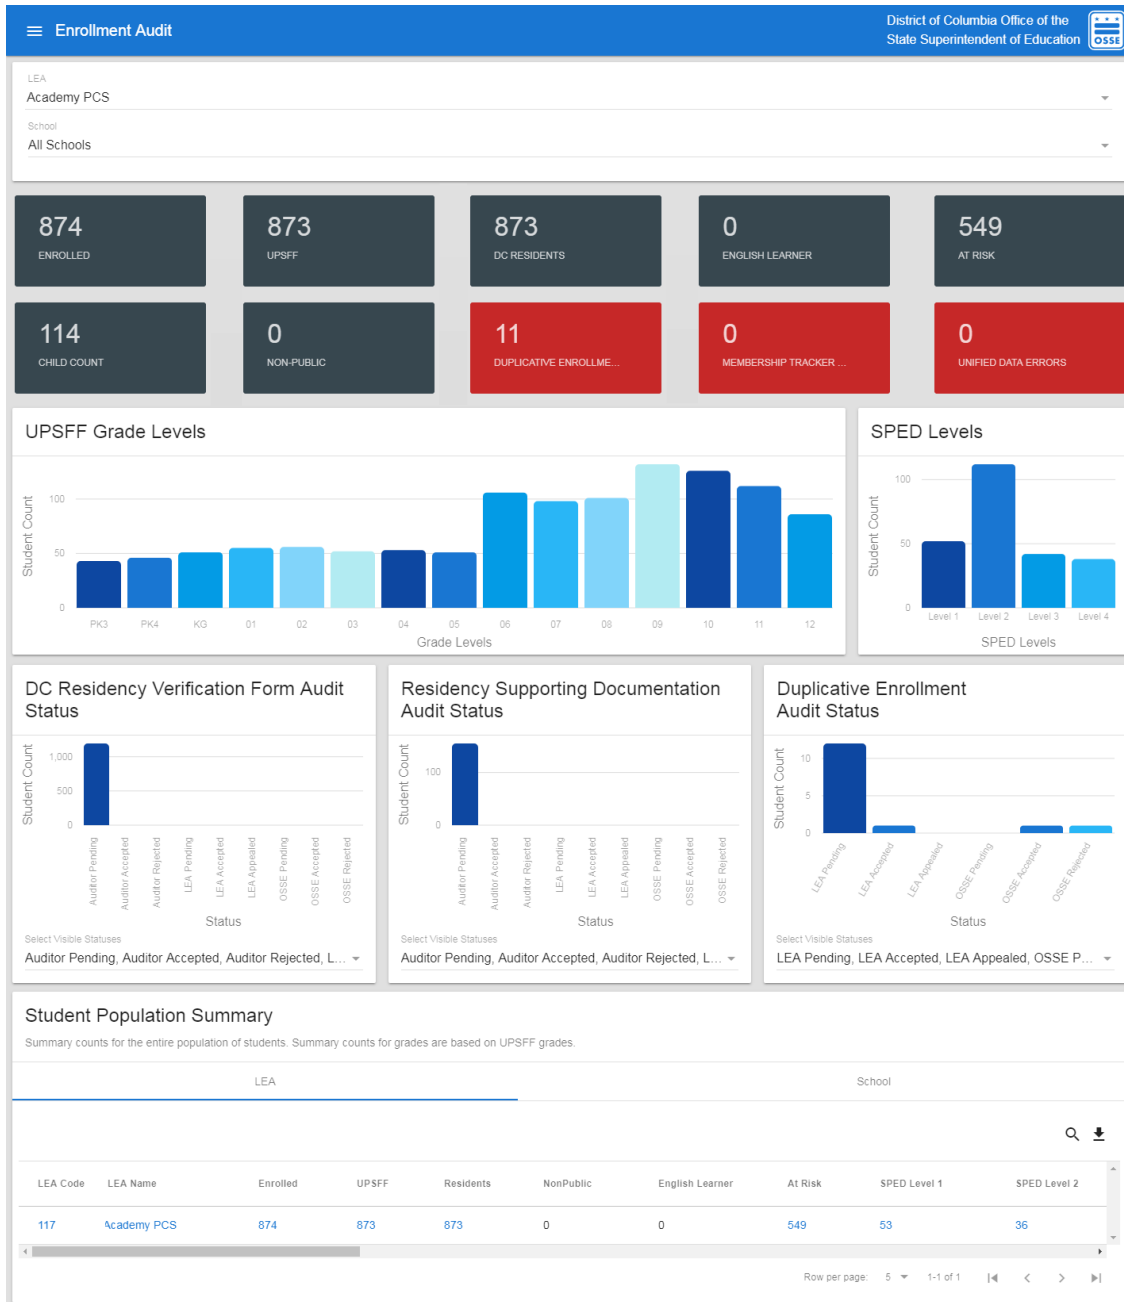 Enrollment Audit
District of Columbia Office of the
State Superintendent of Education
OSSE
LEA
Academy PCS
School
All Schools
874
ENROLLED
873
UPSFF
873
DC RESIDENTS
0
ENGLISH LEARNER
549
AT RISK
114
CHILD COUNT
0
NON-PUBLIC
11
DUPLICATIVE ENROLLME...
0
MEMBERSHIP TRACKER ...
0
UNIFIED DATA ERRORS
UPSFF Grade Levels
Student Count
100
50
0
PK3 PK4 KG 01 02 03 04 05 06 07 08 09 10 11 12
Grade Levels
SPED Levels
Student Count
100
50
0
Level 1 Level 2 Level 3 Level 4
SPED Levels
DC Residency Verification Form Audit
Status
Student Count
1,000
500
0
Auditor Pending
Auditor Accepted
Auditor Rejected
LEA Pending
LEA Accepted
LEA Appealed
OSSE Pending
OSSE Accepted
OSSE Rejected
Status
Select Visible Statuses
Auditor Pending, Auditor Accepted, Auditor Rejected, L...
Residency Supporting Documentation
Audit Status
Student Count
100
0
Auditor Pending
Auditor Accepted
Auditor Rejected
LEA Pending
LEA Accepted
LEA Appealed
OSSE Pending
OSSE Accepted
OSSE Rejected
Status
Select Visible Statuses
Auditor Pending, Auditor Accepted, Auditor Rejected, L...
Duplicative Enrollment
Audit Status
Student Count
10
5
0
LEA Pending
LEA Accepted
LEA Appealed
OSSE Pending
OSSE Accepted
OSSE Rejected
Status
Select Visible Statuses
LEA Pending, LEA Accepted, LEA Appealed, OSSE P...
Student Population Summary
Summary counts for the entire population of students. Summary counts for grades are based on UPSFF grades.
LEA School
LEA Code LEA Name Enrolled UPSFF Residents NonPublic English Learner At Risk SPED Level 1 SPED Level 2
117 Academy PCS 874 873 873 0 0 549 53 36
Row per page: 5 1-1 of 1